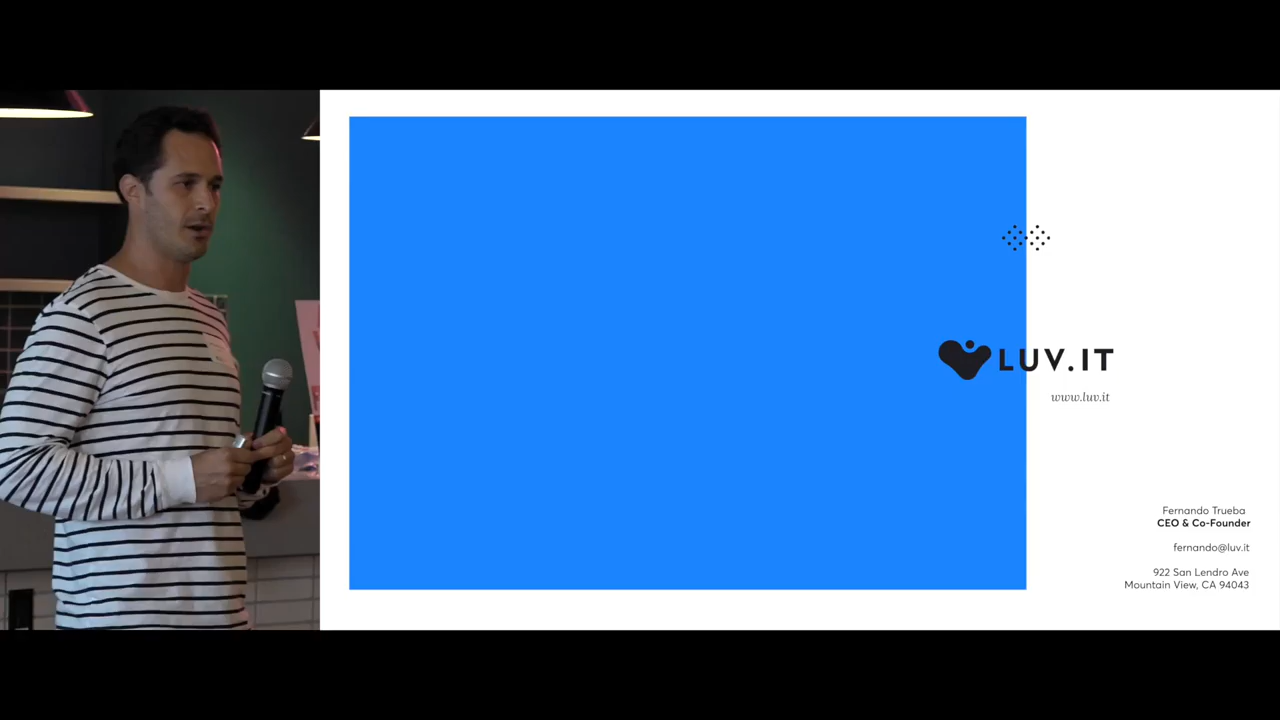 LUV.IT
www.luv.it
Fernando Trueba
CEO & Co-Founder
fernando@luv.it
922 San Lendro Ave
Mountain View, CA 94043